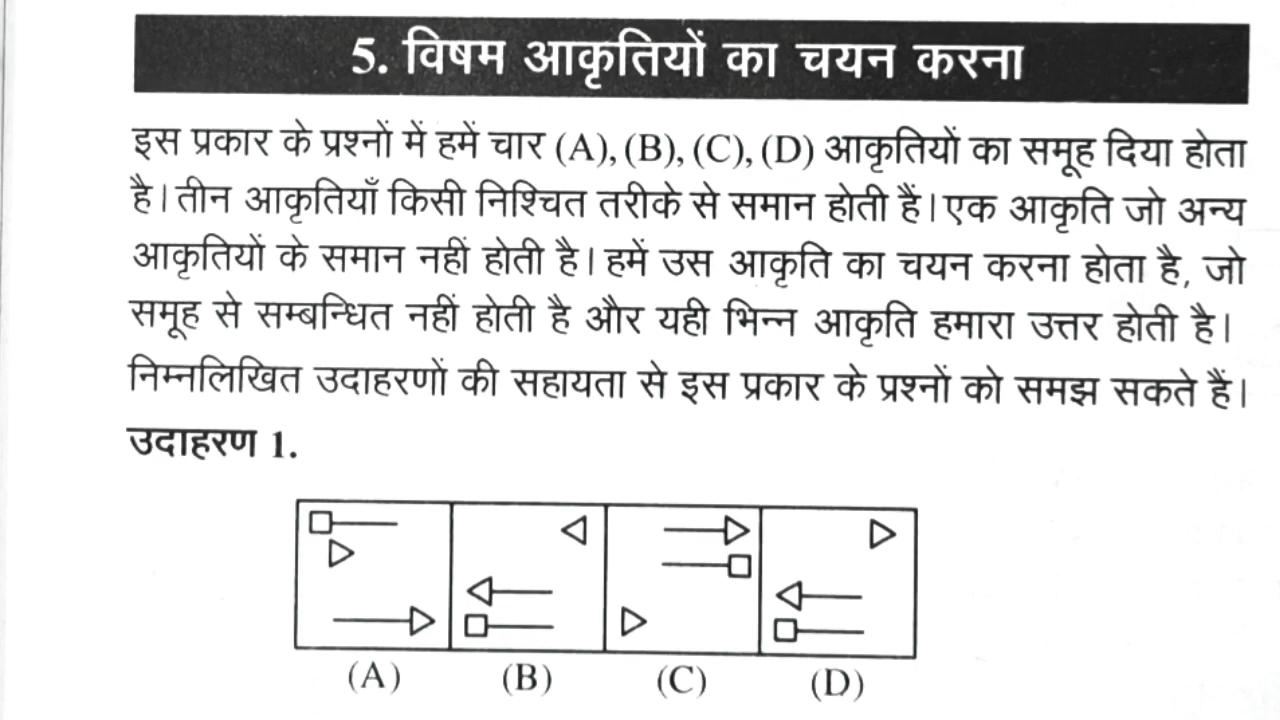 5. विषम आकृतियों का चयन करना
इस प्रकार के प्रश्नों में हमें चार (A), (B), (C), (D) आकृतियों का समूह दिया होता
है। तीन आकृतियाँ किसी निश्चित तरीके से समान होती हैं। एक आकृति जो अन्य
आकृतियों के समान नहीं होती है। हमें उस आकृति का चयन करना होता है, जो
समूह से सम्बन्धित नहीं होती है और यही भिन्न आकृति हमारा उत्तर होती है।
निम्नलिखित उदाहरणों की सहायता से इस प्रकार के प्रश्नों को समझ सकते हैं।
उदाहरण 1.
(A) (B) (C) (D)